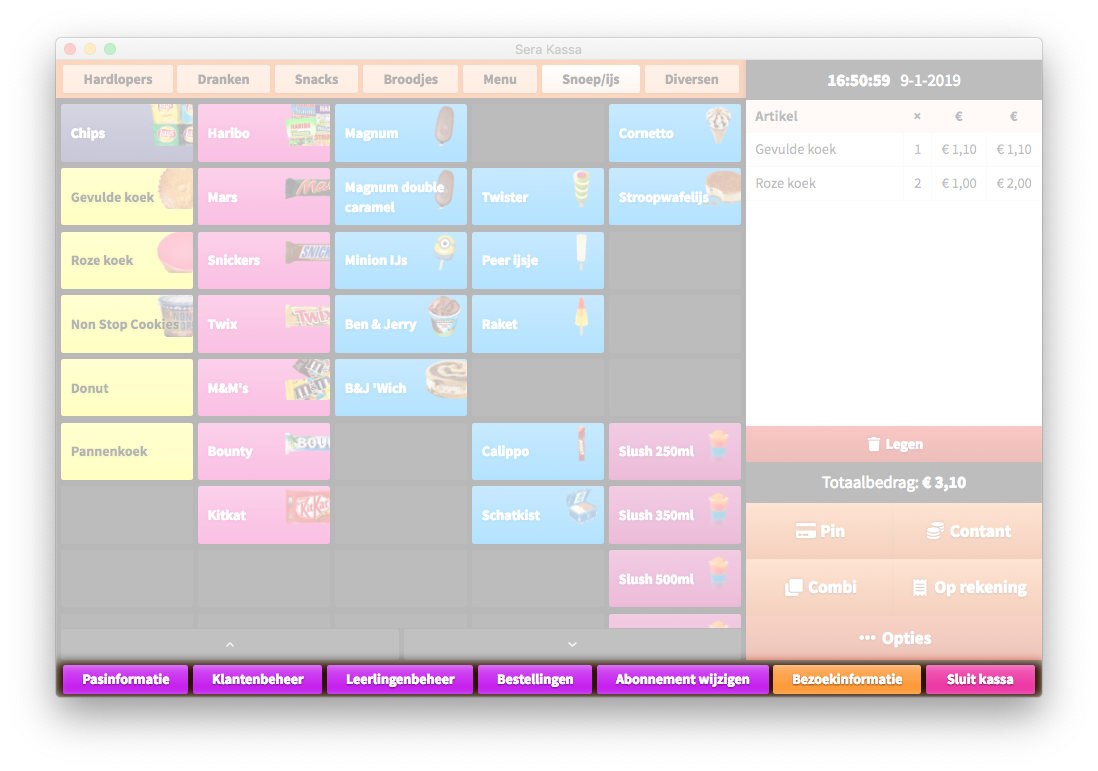 Sera Kassa
Hardlopers
Dranken
Snacks
Broodjes
Menu
Snoep/ijs
Diversen
16:50:59 9-1-2019
Chips
Haribo
Magnum
Cornetto
Gevulde koek
Mars
Magnum double
caramel
Twister
Stroopwafelijs
Roze koek
Snickers
Minion IJs
Peer ijsje
Non Stop Cookies
Twix
Ben & Jerry
Raket
Donut
M&M's
B&J 'Wich
Pannenkoek
Bounty
Calippo
Slush 250ml
Kitkat
Schatkist
Slush 350ml
Slush 500ml
Artikel × € €
Gevulde koek 1 € 1,10 € 1,10
Roze koek 2 € 1,00 € 2,00
Legen
Totaalbedrag: € 3,10
Pin
Contant
Combi
Op rekening
Opties
Pasinformatie
Klantenbeheer
Leerlingenbeheer
Bestellingen
Abonnement wijzigen
Bezoekinformatie
Sluit kassa